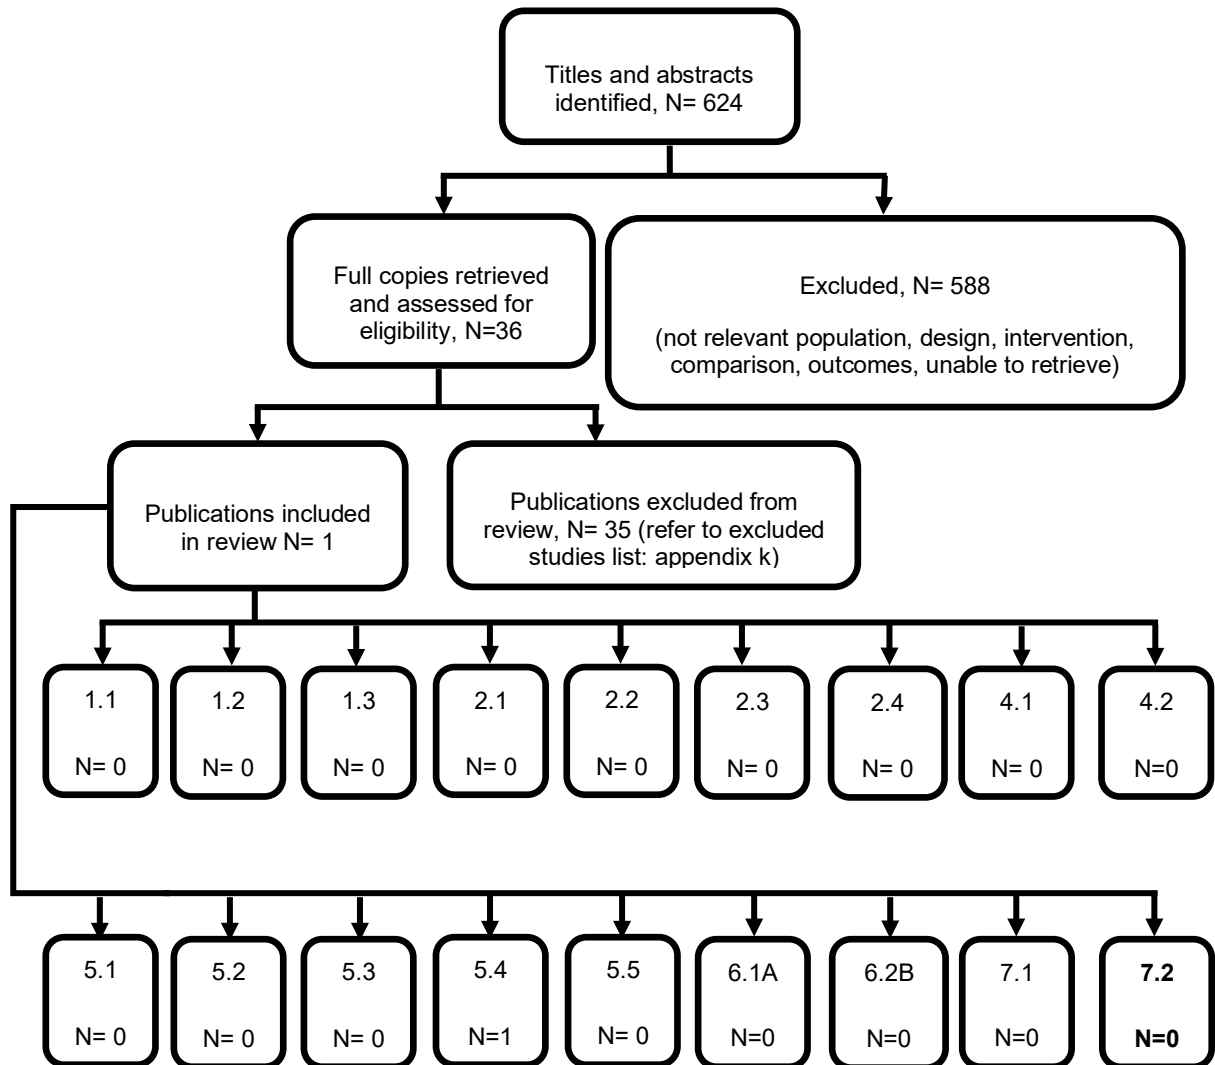 Titles and abstracts
identified, N= 624
Full copies retrieved
and assessed for
eligibility, N=36
Excluded, N= 588
(not relevant population, design, intervention,
comparison, outcomes, unable to retrieve)
Publications included
in review N= 1
Publications excluded from
review, N= 35 (refer to excluded
studies list: appendix k)
1.1
N= 0
1.2
N= 0
1.3
N= 0
2.1
N= 0
2.2
N= 0
2.3
N= 0
2.4
N= 0
4.1
N= 0
4.2
N=0
5.1
N= 0
5.2
N= 0
5.3
N= 0
5.4
N=1
5.5
N= 0
6.1A
N=0
6.2B
N=0
7.1
N=0
7.2
N=0